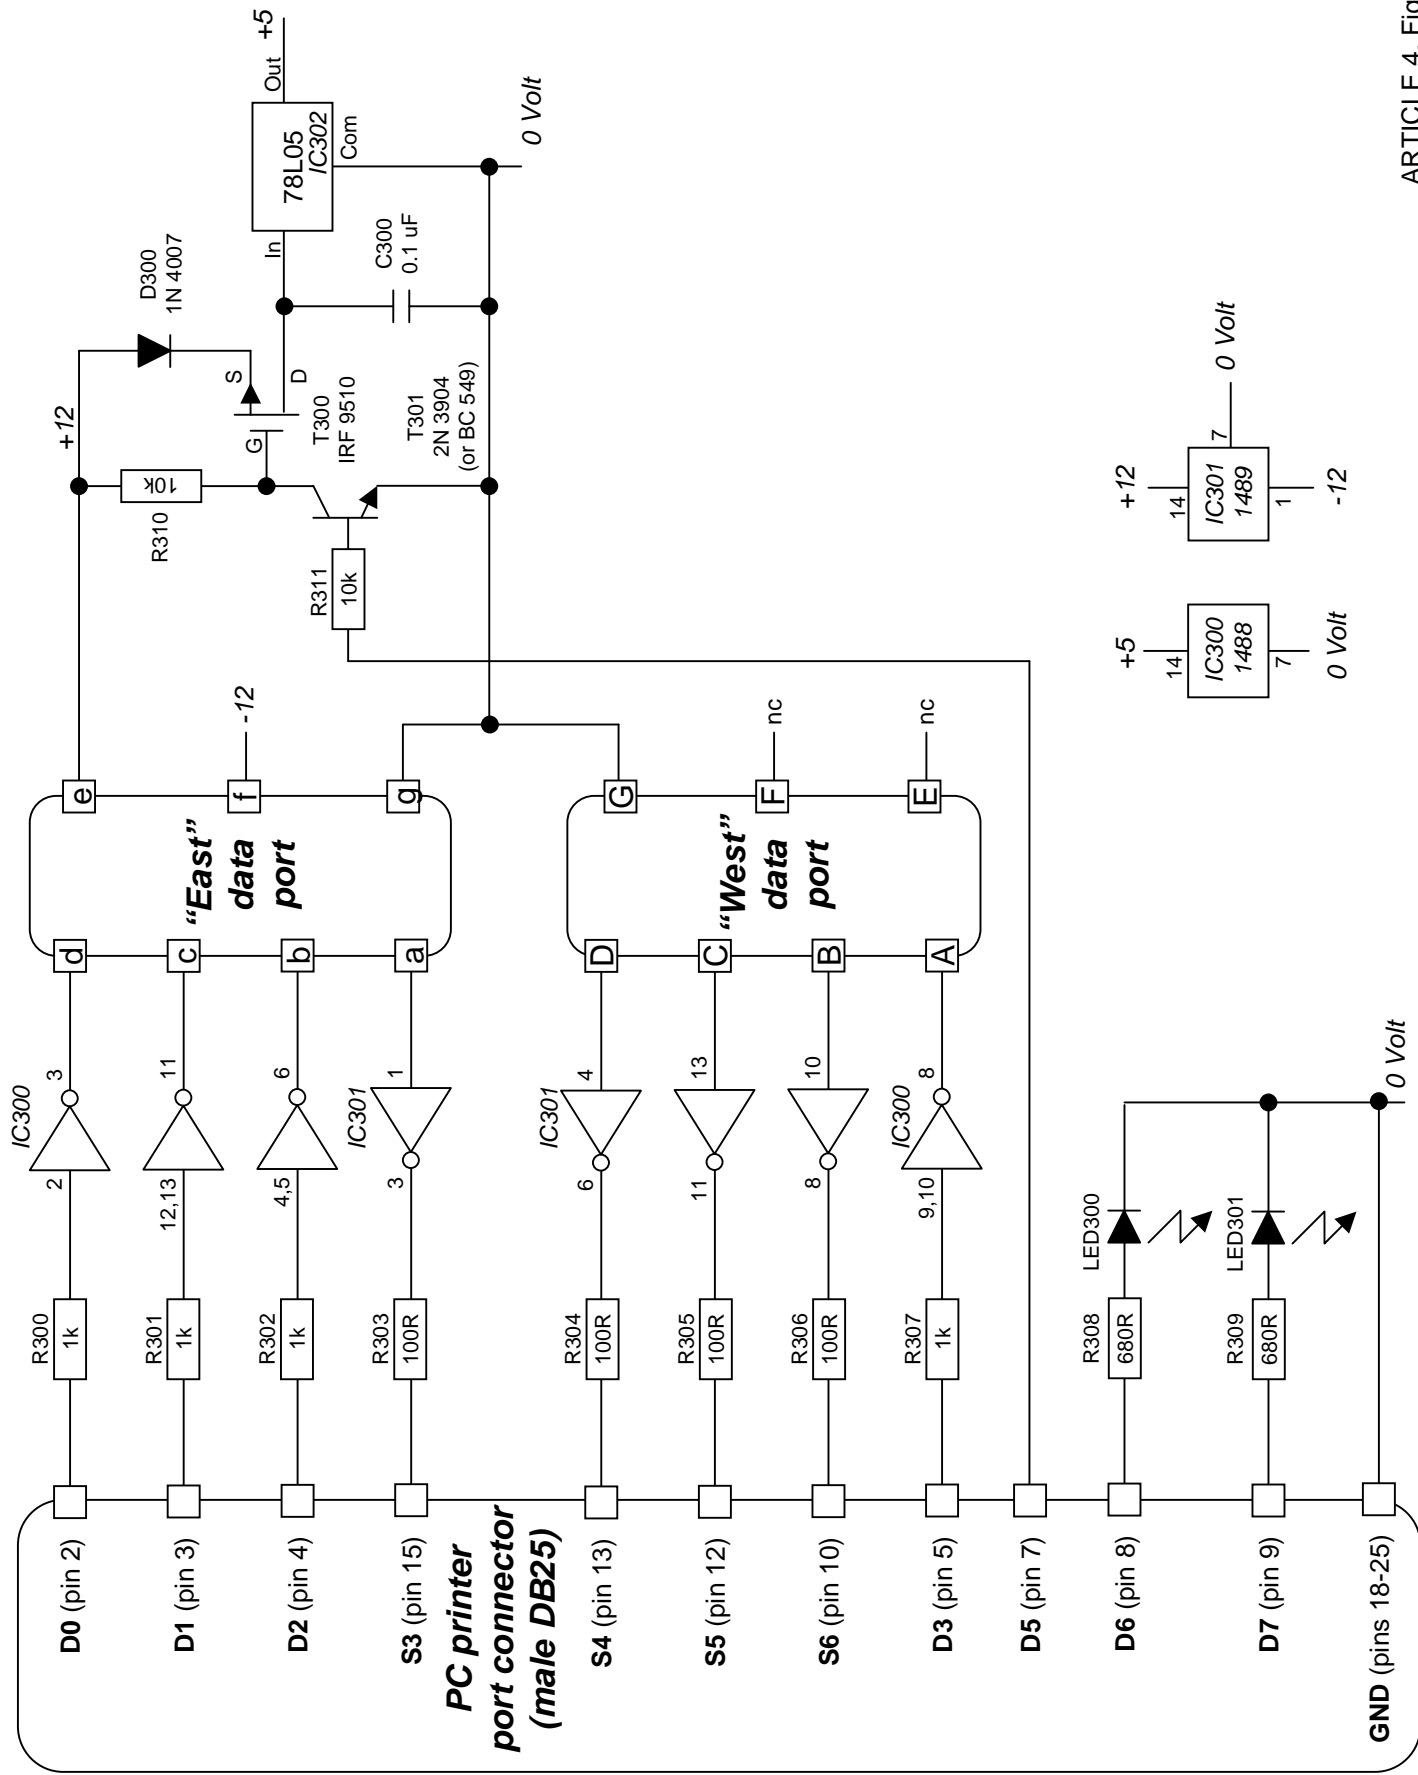 ARTICLE 4, Fig
IC300
IC301
IC301
IC300
D0 (pin 2)
R300
1k
2
3
d
D1 (pin 3)
R301
1k
12,13
11
c
D2 (pin 4)
R302
1k
4,5
6
b
S3 (pin 15)
R303
100R
3
1
a
PC printer
port connector
(male DB25)
S4 (pin 13)
R304
100R
6
4
D
S5 (pin 12)
R305
100R
11
13
C
S6 (pin 10)
R306
100R
8
10
B
D3 (pin 5)
R307
1k
9,10
8
A
D5 (pin 7)
D6 (pin 8)
R308
680R
LED300
D7 (pin 9)
R309
680R
LED301
GND (pins 18-25)
0 Volt
"East"
data
port
e
f
g
-12
"West"
data
port
G
F
E
nc
nc
+12
R310
10k
R311
10k
G
S
D
T300
IRF 9510
T301
2N 3904
(or BC 549)
D300
1N 4007
C300
0.1 uF
In
78L05
IC302
Out
Com
+5
0 Volt
+5
14
IC300
1488
7
0 Volt
+12
14
IC301
1489
7
0 Volt
1
-12